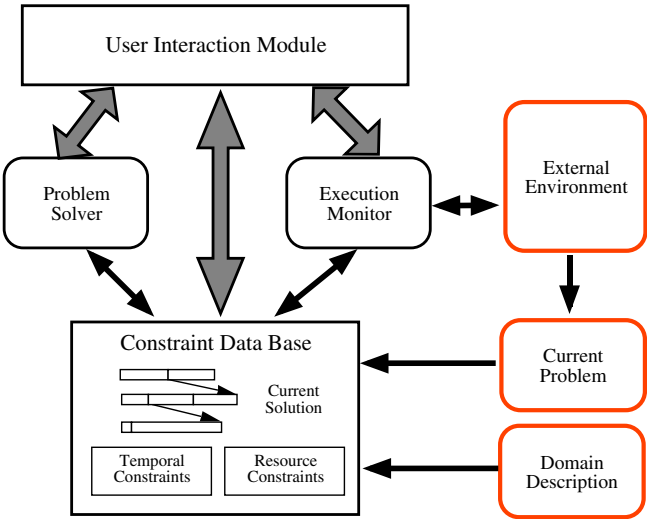 User Interaction Module
Problem
Solver
Execution
Monitor
External
Environment
Constraint Data Base
Current
Solution
Current
Problem
Temporal
Constraints
Resource
Constraints
Domain
Description